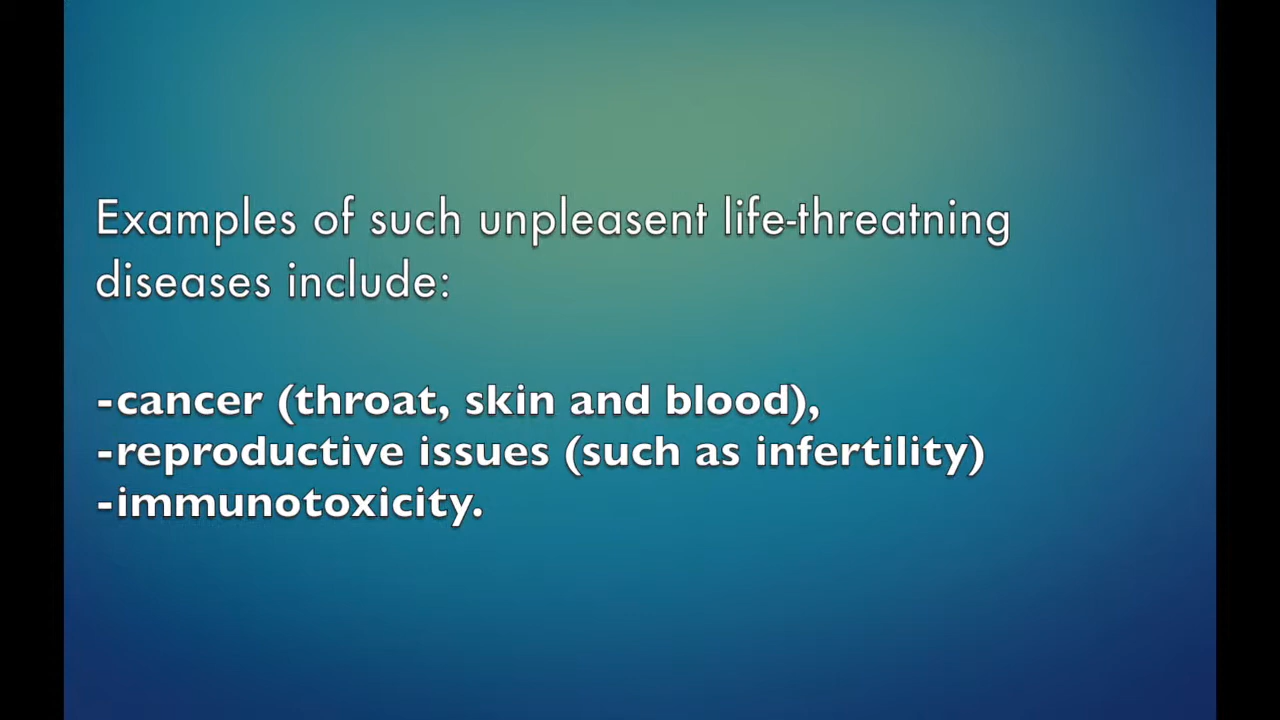 Examples of such unpleasent life-threatning
diseases include:
-cancer (throat, skin and blood),
-reproductive issues (such as infertility)
-immunotoxicity.